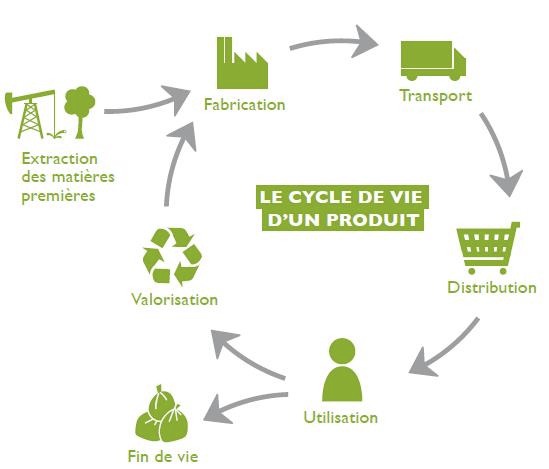 Fabrication
Transport
Extraction
des matières
premières
LE CYCLE DE VIE
D'UN PRODUIT
Valorisation
Distribution
Utilisation
Fin de vie